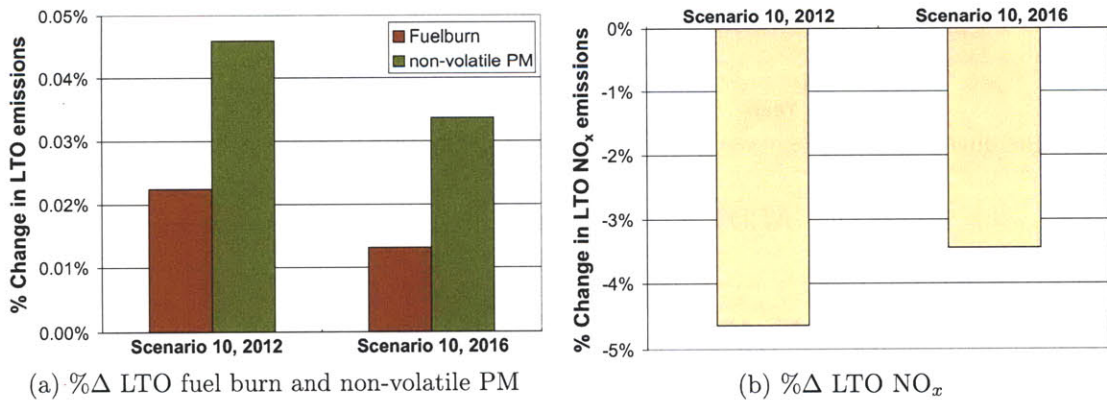 0.05%
0.04%
0.03%
0.02%
0.01%
0.00%
% Change in LTO emissions
Fuelburn
non-volatile PM
Scenario 10, 2012
Scenario 10, 2016
(a) %Δ LTO fuel burn and non-volatile PM
Scenario 10, 2012
Scenario 10, 2016
0%
-1%
-2%
-3%
-4%
-5%
% Change in LTO NOₓ emissions
(b) %Δ LTO NOₓ